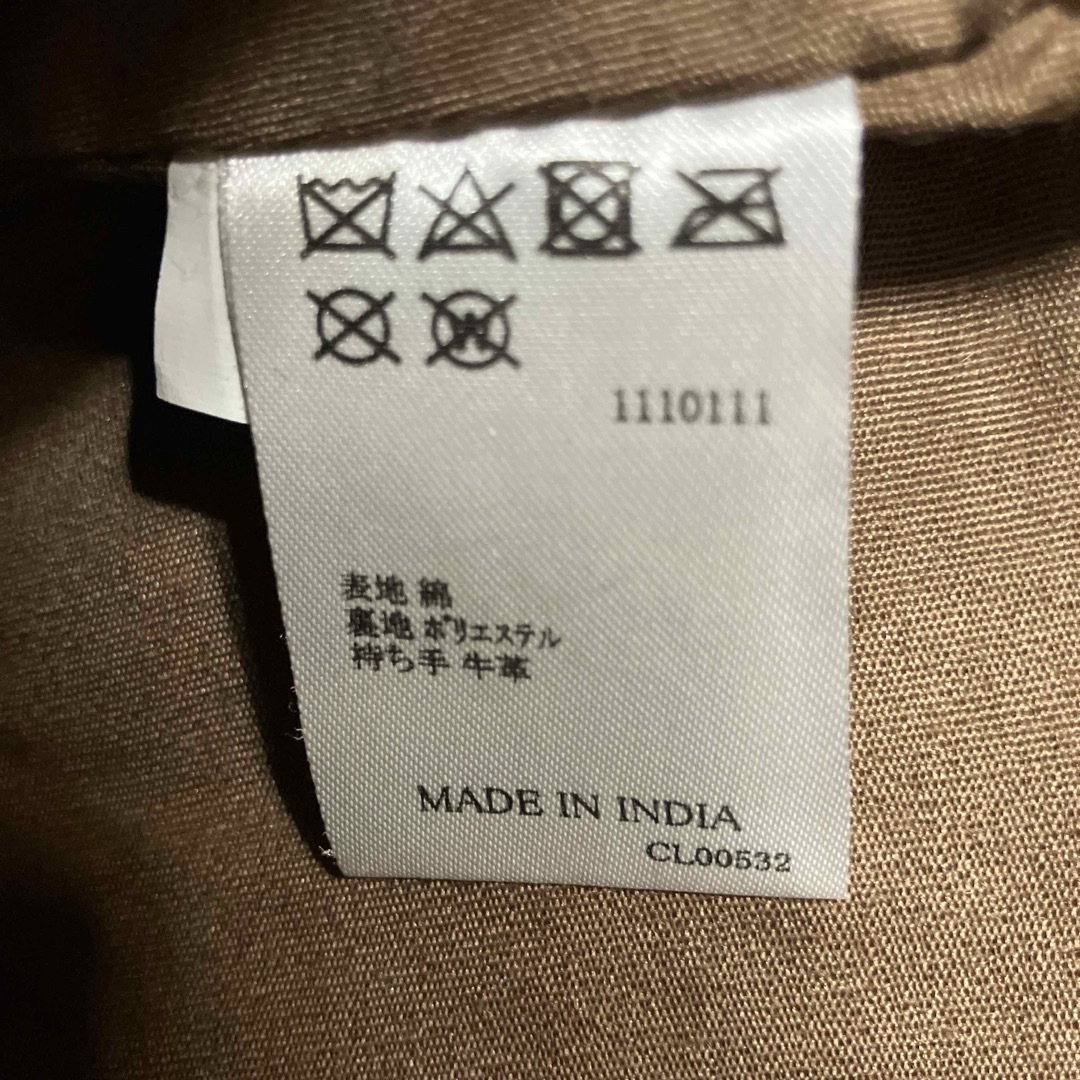 W
1110111
表地 綿
裏地 ポリエステル
持ち手 牛革
MADE IN INDIA
CL00532